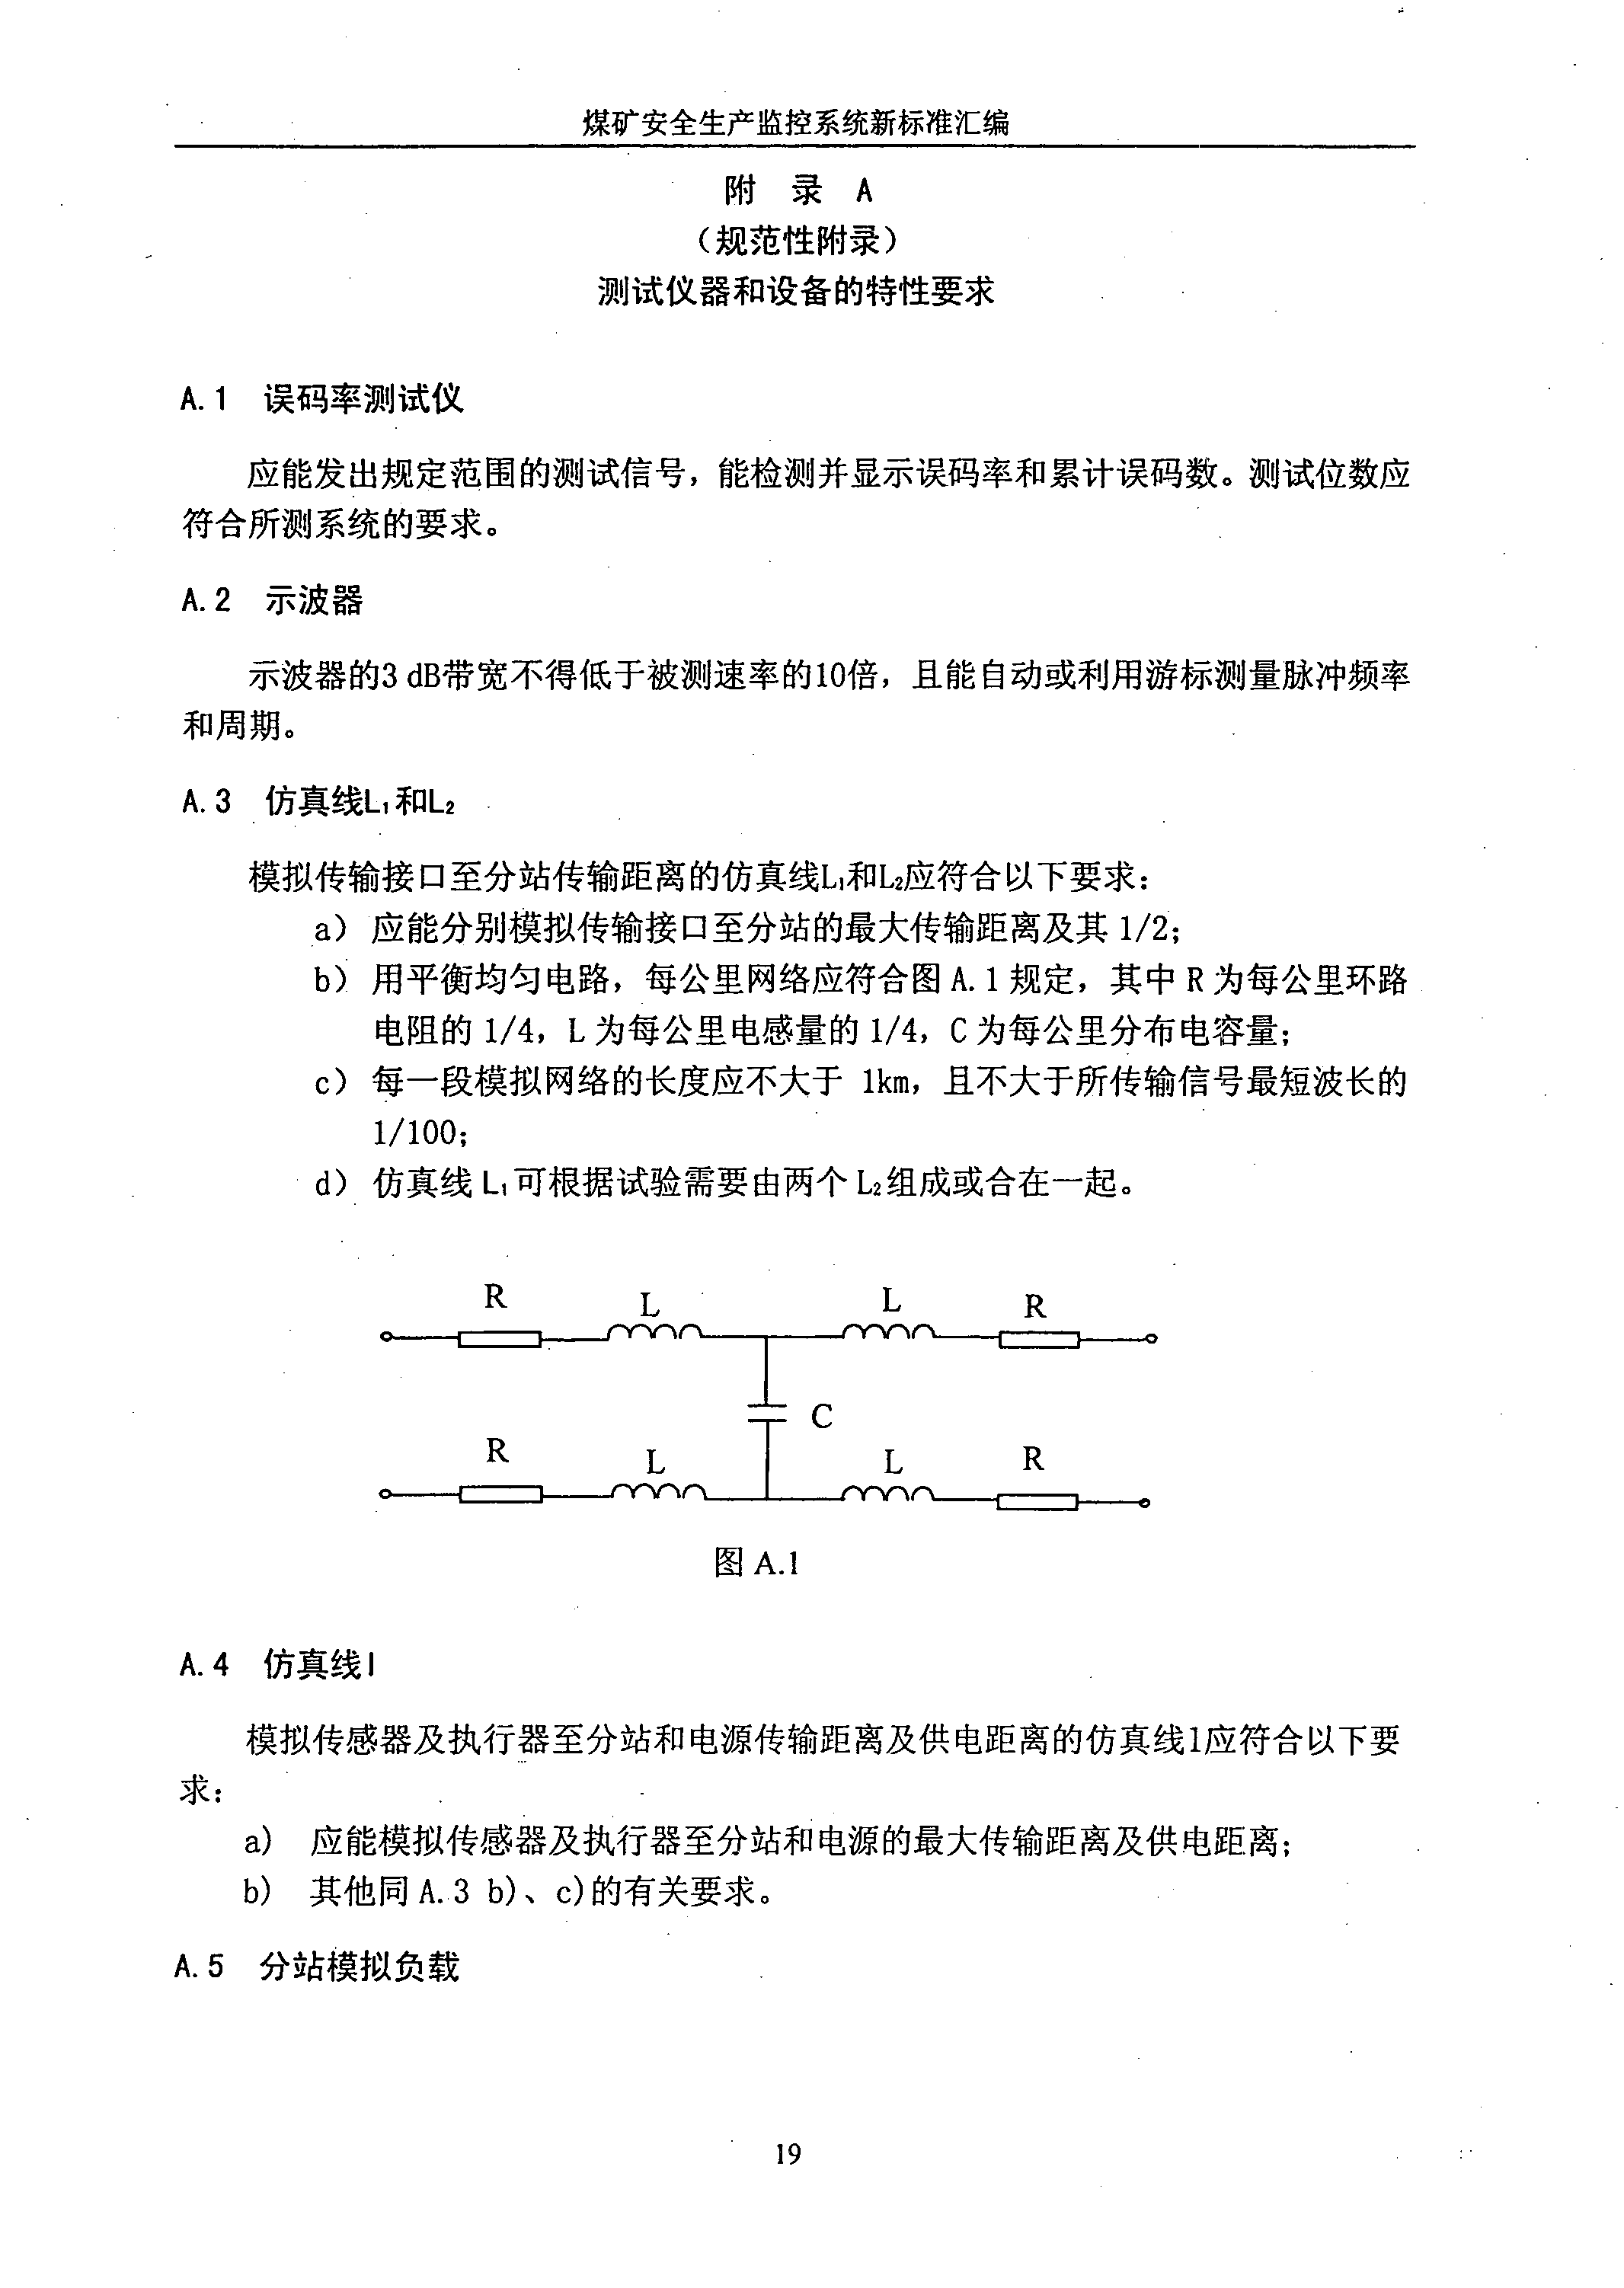 煤矿安全生产监控系统新标准汇编
附 录 A
（规范性附录）
测试仪器和设备的特性要求
A.1 误码率测试仪
应能发出规定范围的测试信号，能检测并显示误码率和累计误码数。测试位数应
符合所测系统的要求。
A.2 示波器
示波器的3 dB带宽不得低于被测速率的10倍，且能自动或利用游标测量脉冲频率
和周期。
A.3 仿真线L₁和L₂
模拟传输接口至分站传输距离的仿真线L₁和L₂应符合以下要求：
a） 应能分别模拟传输接口至分站的最大传输距离及其 1/2；
b） 用平衡均匀电路，每公里网络应符合图 A.1 规定，其中 R 为每公里环路
电阻的 1/4，L 为每公里电感量的 1/4，C 为每公里分布电容量；
c） 每一段模拟网络的长度应不大于 1km，且不大于所传输信号最短波长的
1/100；
d） 仿真线 L₁可根据试验需要由两个 L₂组成或合在一起。
R L L R
C
R L L R
图 A.1
A.4 仿真线l
模拟传感器及执行器至分站和电源传输距离及供电距离的仿真线l应符合以下要
求：
a) 应能模拟传感器及执行器至分站和电源的最大传输距离及供电距离；
b) 其他同 A.3 b)、c)的有关要求。
A.5 分站模拟负载
19